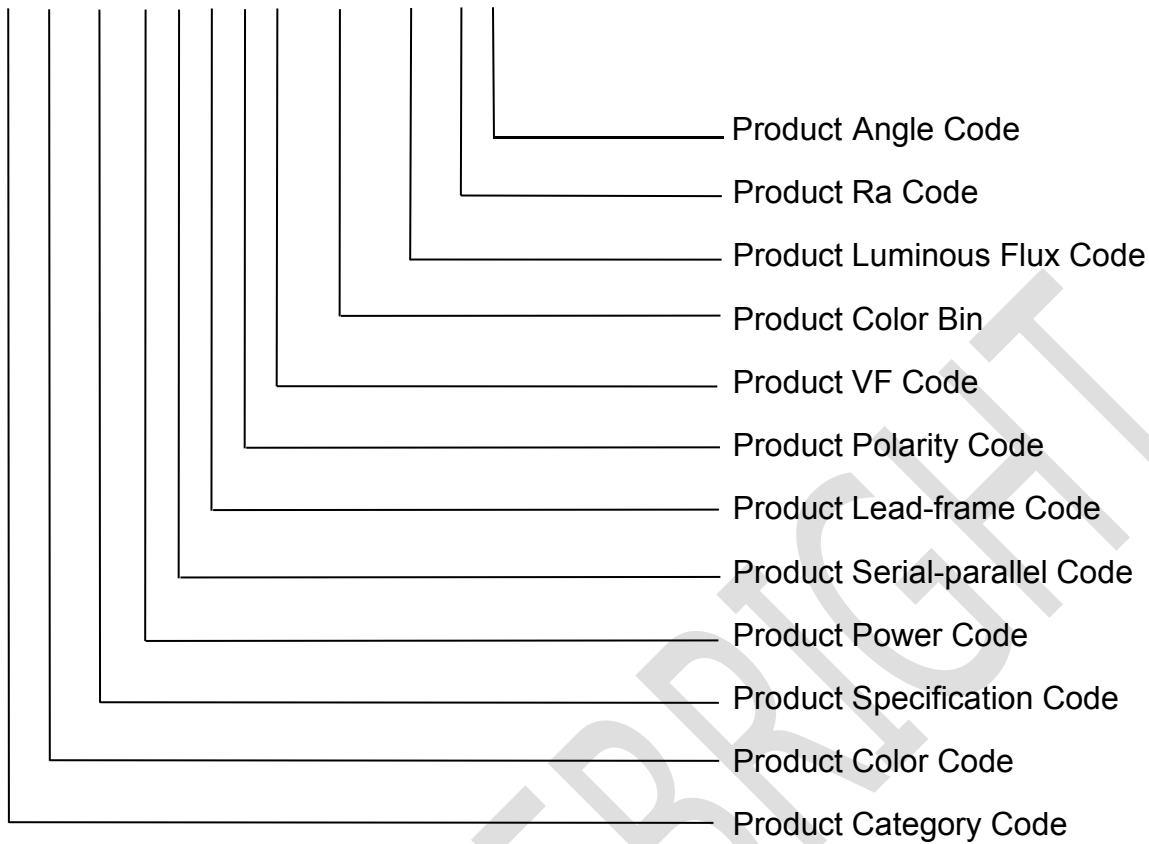 Product Angle Code
Product Ra Code
Product Luminous Flux Code
Product Color Bin
Product VF Code
Product Polarity Code
Product Lead-frame Code
Product Serial-parallel Code
Product Power Code
Product Specification Code
Product Color Code
Product Category Code
EBRIGHT